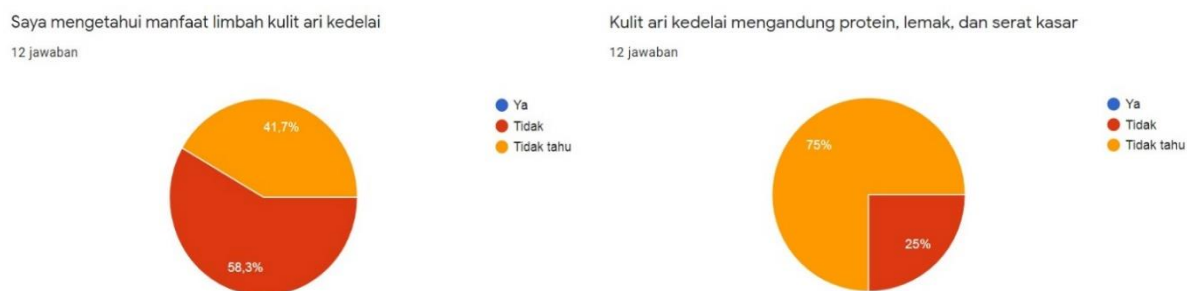 Saya mengetahui manfaat limbah kulit ari kedelai
12 jawaban
41,7%
58,3%
Ya
Tidak
Tidak tahu
Kulit ari kedelai mengandung protein, lemak, dan serat kasar
12 jawaban
75%
25%
Ya
Tidak
Tidak tahu